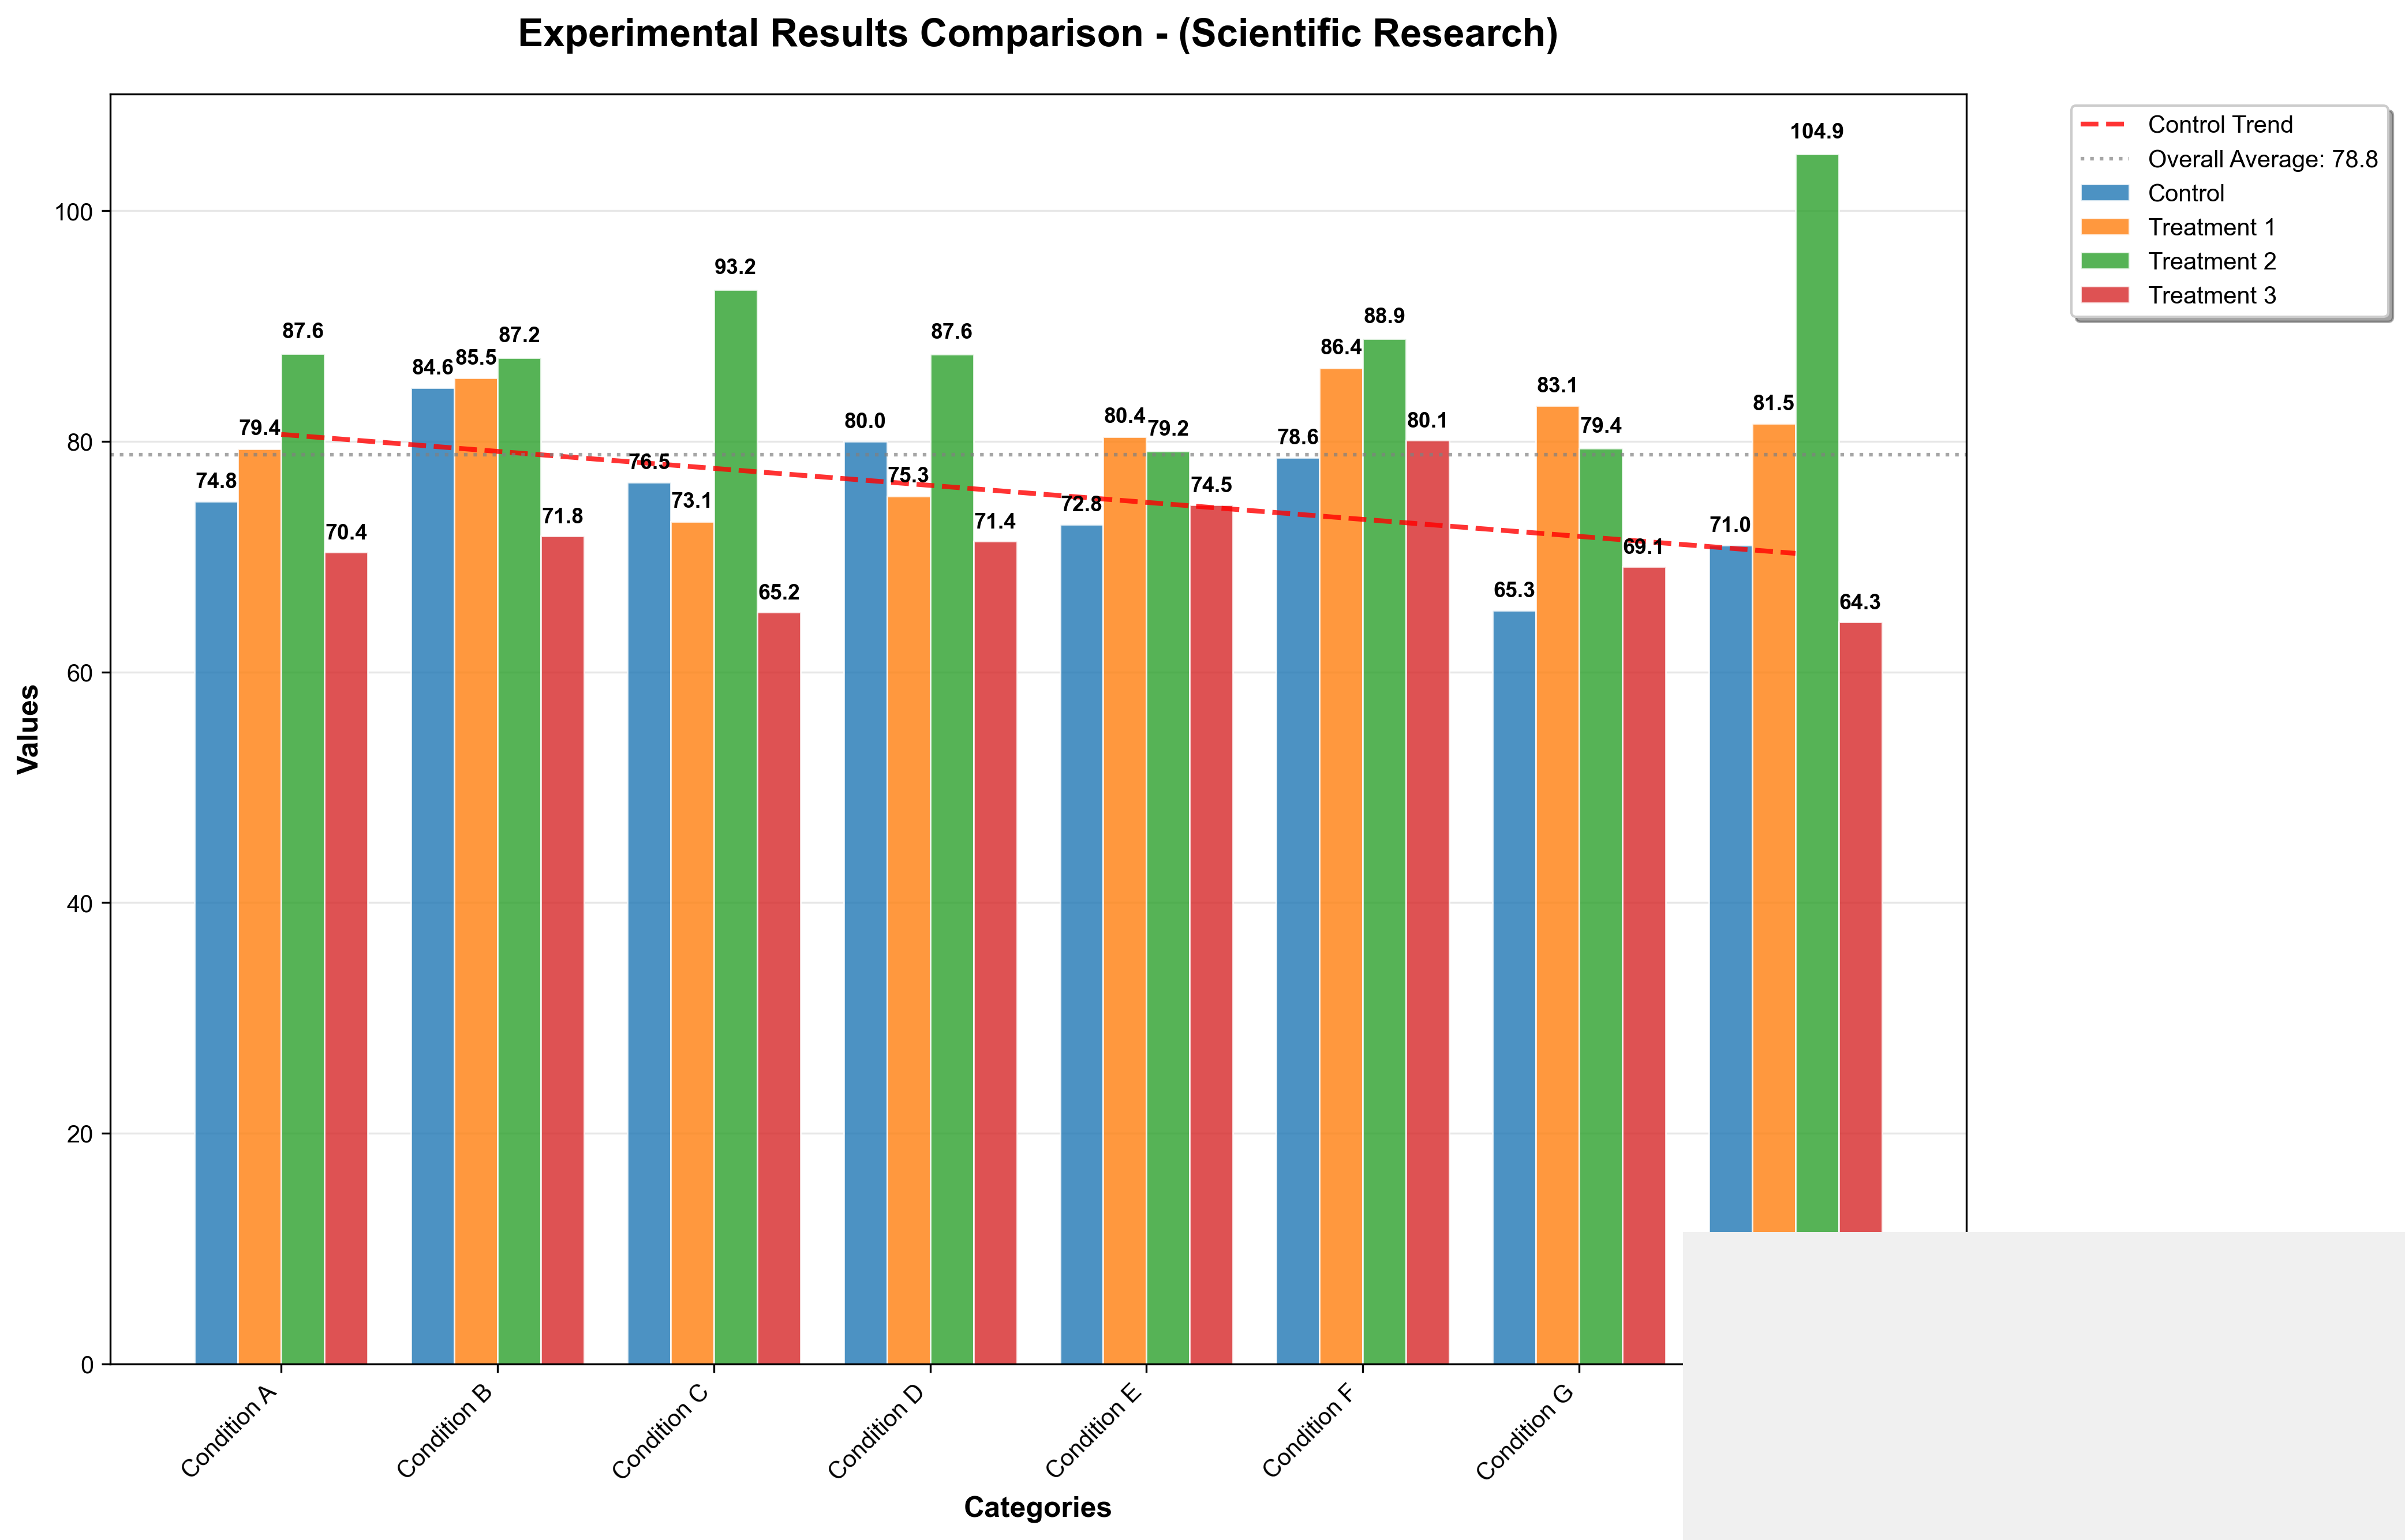 Experimental Results Comparison - (Scientific Research)
Control Trend
Overall Average: 78.8
Control
Treatment 1
Treatment 2
Treatment 3
Values
100
80
60
40
20
0
74.8 79.4 87.6 70.4
84.6 85.5 87.2 71.8
76.5 73.1 93.2 65.2
80.0 75.3 87.6 71.4
72.8 80.4 79.2 74.5
78.6 86.4 88.9 80.1
65.3 83.1 79.4 69.1
71.0 81.5 104.9 64.3
Condition A
Condition B
Condition C
Condition D
Condition E
Condition F
Condition G
Categories